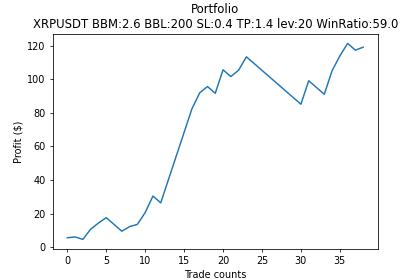 Portfolio
XRPUSDT BBM:2.6 BBL:200 SL:0.4 TP:1.4 lev:20 WinRatio:59.0
120
100
80
60
40
20
0
Profit ($)
0 5 10 15 20 25 30 35
Trade counts